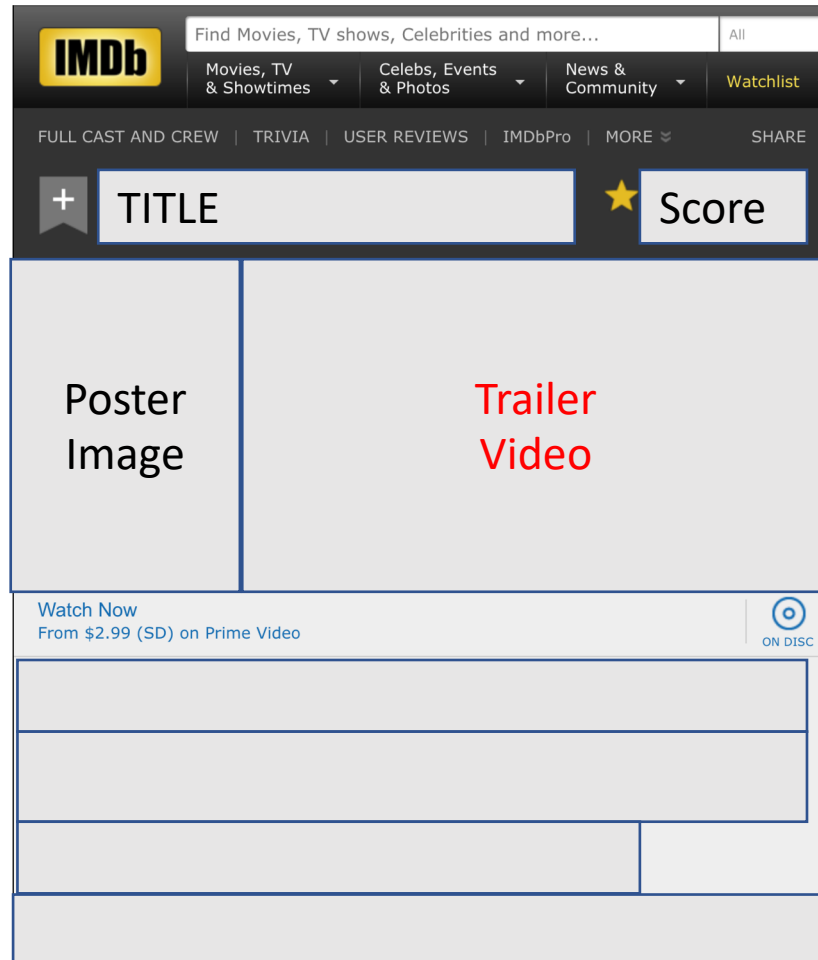 IMDb
Find Movies, TV shows, Celebrities and more...
All
Movies, TV
& Showtimes
Celebs, Events
& Photos
News &
Community
Watchlist
FULL CAST AND CREW | TRIVIA | USER REVIEWS | IMDbPro | MORE
SHARE
+
TITLE
Score
Poster
Image
Trailer
Video
Watch Now
From $2.99 (SD) on Prime Video
ON DISC